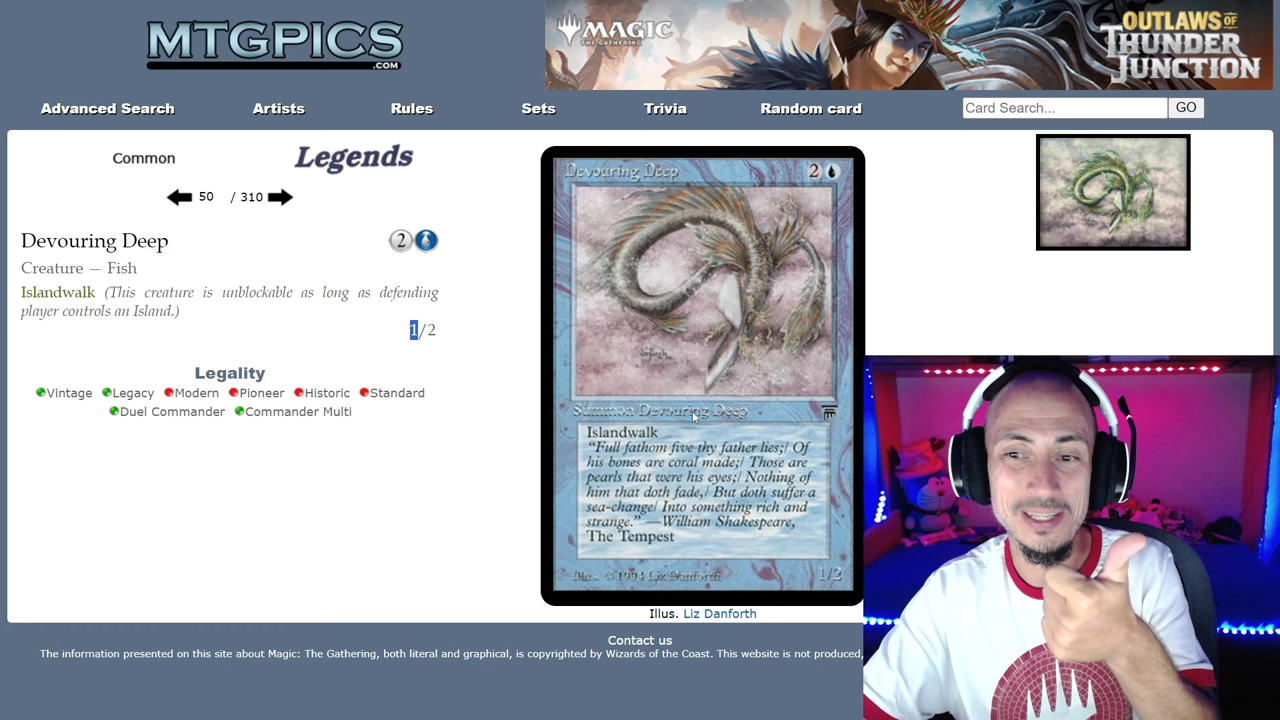 MTGPICS
.COM
MAGIC
THE GATHERING
OUTLAWS OF
THUNDER
JUNCTION
Advanced Search
Artists
Rules
Sets
Trivia
Random card
Card Search...
GO
Common
Legends
50 / 310
Devouring Deep
2
Creature — Fish
Islandwalk (This creature is unblockable as long as defending
player controls an Island.)
1/2
Legality
Vintage Legacy Modern Pioneer Historic Standard
Duel Commander Commander Multi
Devouring Deep 2
Summon Devouring Deep
Islandwalk
“Full fathom five thy father lies;/ Of
his bones are coral made;/ Those are
pearls that were his eyes;/ Nothing of
him that doth fade,/ But doth suffer a
sea-change/ Into something rich and
strange.” —William Shakespeare,
The Tempest
Illus. © 1994 Liz Danforth 1/2
Illus. Liz Danforth
Contact us
The information presented on this site about Magic: The Gathering, both literal and graphical, is copyrighted by Wizards of the Coast. This website is not produced,